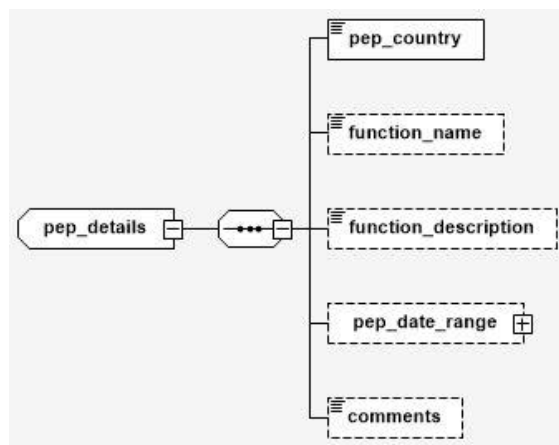 pep_country
function_name
pep_details
function_description
pep_date_range
comments